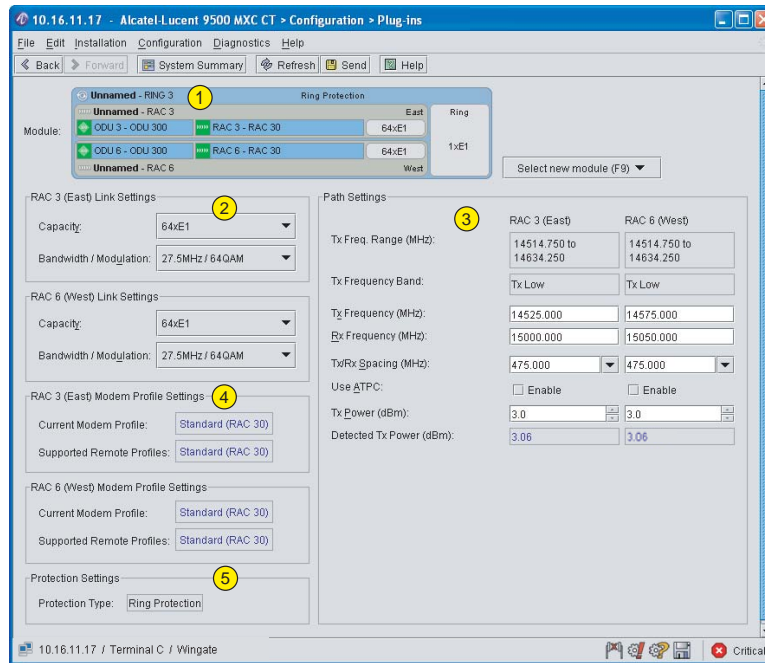 10.16.11.17 - Alcatel-Lucent 9500 MXC CT > Configuration > Plug-ins
File Edit Installation Configuration Diagnostics Help
Back Forward System Summary Refresh Send Help
Module:
Unnamed - RING 3 1 Ring Protection
Unnamed - RAC 3 East Ring
ODU 3 - ODU 300 RAC 3 - RAC 30 64xE1
1xE1
ODU 6 - ODU 300 RAC 6 - RAC 30 64xE1
Unnamed - RAC 6 West
Select new module (F9)
RAC 3 (East) Link Settings
2
Capacity: 64xE1
Bandwidth / Modulation: 27.5MHz / 64QAM
RAC 6 (West) Link Settings
Capacity: 64xE1
Bandwidth / Modulation: 27.5MHz / 64QAM
RAC 3 (East) Modem Profile Settings 4
Current Modem Profile: Standard (RAC 30)
Supported Remote Profiles: Standard (RAC 30)
RAC 6 (West) Modem Profile Settings
Current Modem Profile: Standard (RAC 30)
Supported Remote Profiles: Standard (RAC 30)
Protection Settings 5
Protection Type: Ring Protection
Path Settings
3
RAC 3 (East) RAC 6 (West)
Tx Freq. Range (MHz): 14514.750 to 14514.750 to
14634.250 14634.250
Tx Frequency Band: Tx Low Tx Low
Tx Frequency (MHz): 14525.000 14575.000
Rx Frequency (MHz): 15000.000 15050.000
Tx/Rx Spacing (MHz): 475.000 475.000
Use ATPC: Enable Enable
Tx Power (dBm): 3.0 3.0
Detected Tx Power (dBm): 3.06 3.06
10.16.11.17 / Terminal C / Wingate Critical